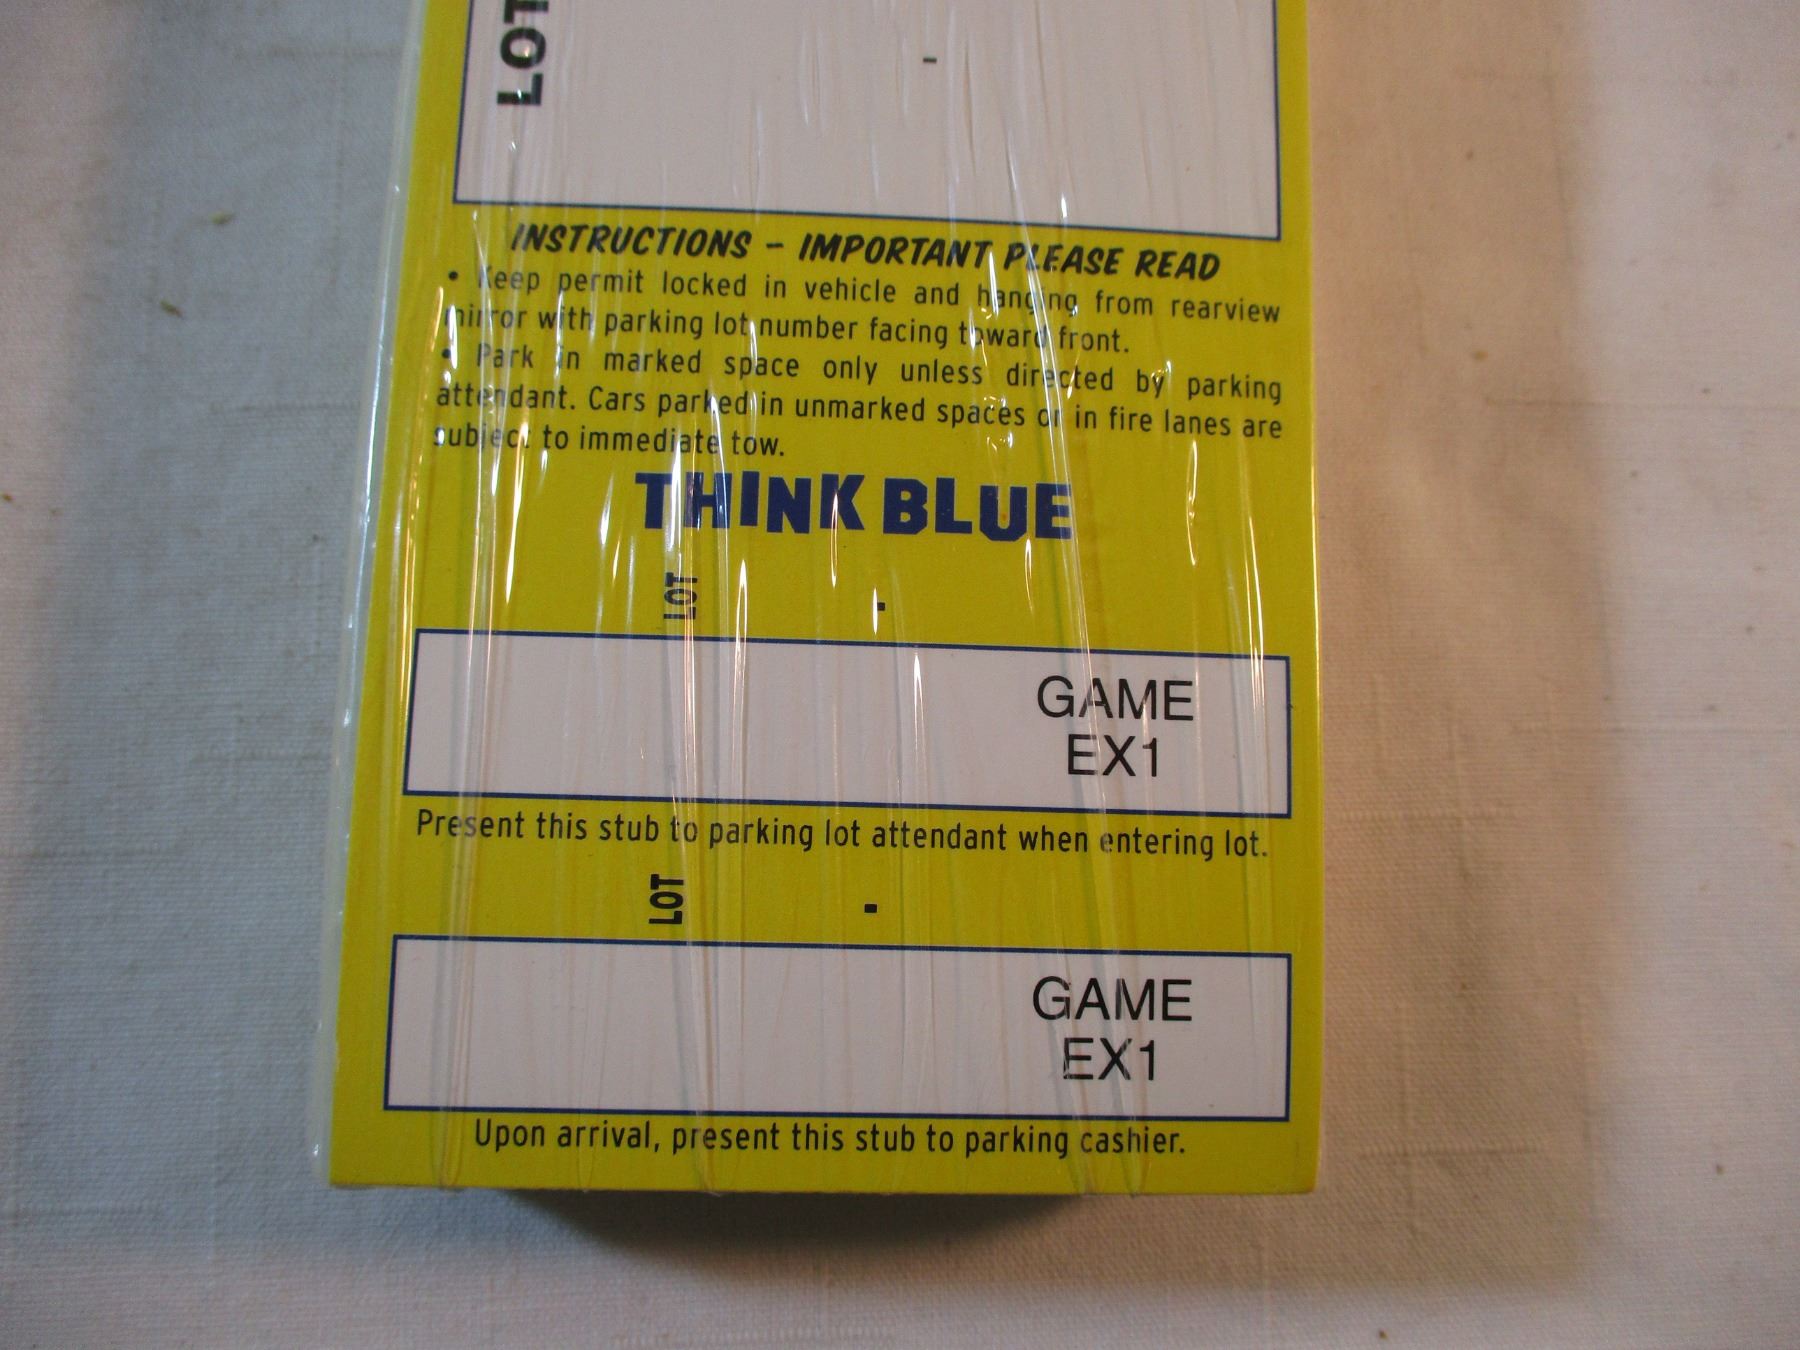 LOT
-
INSTRUCTIONS - IMPORTANT PLEASE READ
• Keep permit locked in vehicle and hanging from rearview
mirror with parking lot number facing toward front.
• Park in marked space only unless directed by parking
attendant. Cars parked in unmarked spaces or in fire lanes are
subject to immediate tow.
THINK BLUE
LOT -
GAME
EX1
Present this stub to parking lot attendant when entering lot.
LOT -
GAME
EX1
Upon arrival, present this stub to parking cashier.